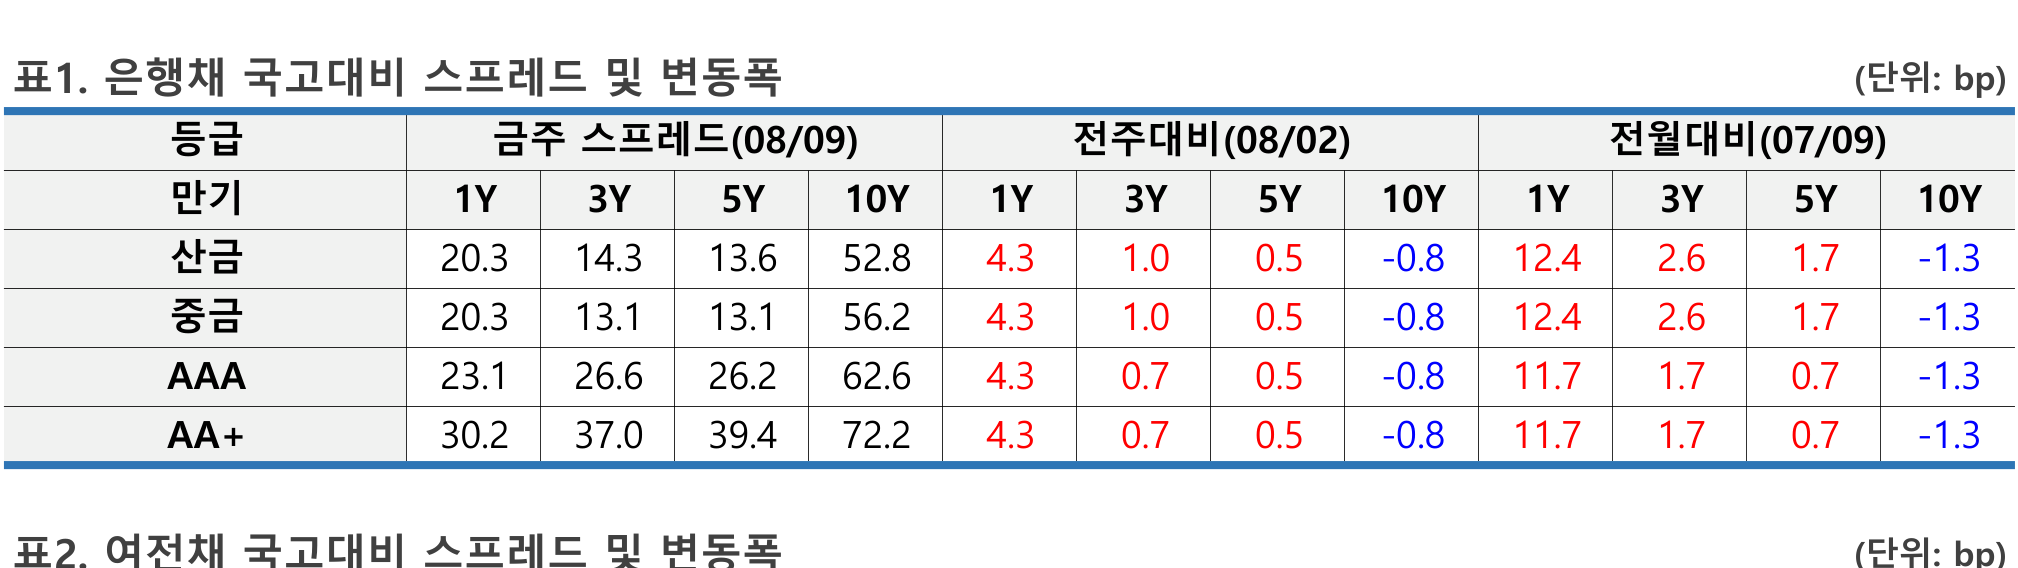 표1. 은행채 국고대비 스프레드 및 변동폭 (단위: bp)
등급 금주 스프레드(08/09) 전주대비(08/02) 전월대비(07/09)
만기 1Y 3Y 5Y 10Y 1Y 3Y 5Y 10Y 1Y 3Y 5Y 10Y
산금 20.3 14.3 13.6 52.8 4.3 1.0 0.5 -0.8 12.4 2.6 1.7 -1.3
중금 20.3 13.1 13.1 56.2 4.3 1.0 0.5 -0.8 12.4 2.6 1.7 -1.3
AAA 23.1 26.6 26.2 62.6 4.3 0.7 0.5 -0.8 11.7 1.7 0.7 -1.3
AA+ 30.2 37.0 39.4 72.2 4.3 0.7 0.5 -0.8 11.7 1.7 0.7 -1.3
표2. 여전채 국고대비 스프레드 및 변동폭 (단위: bp)